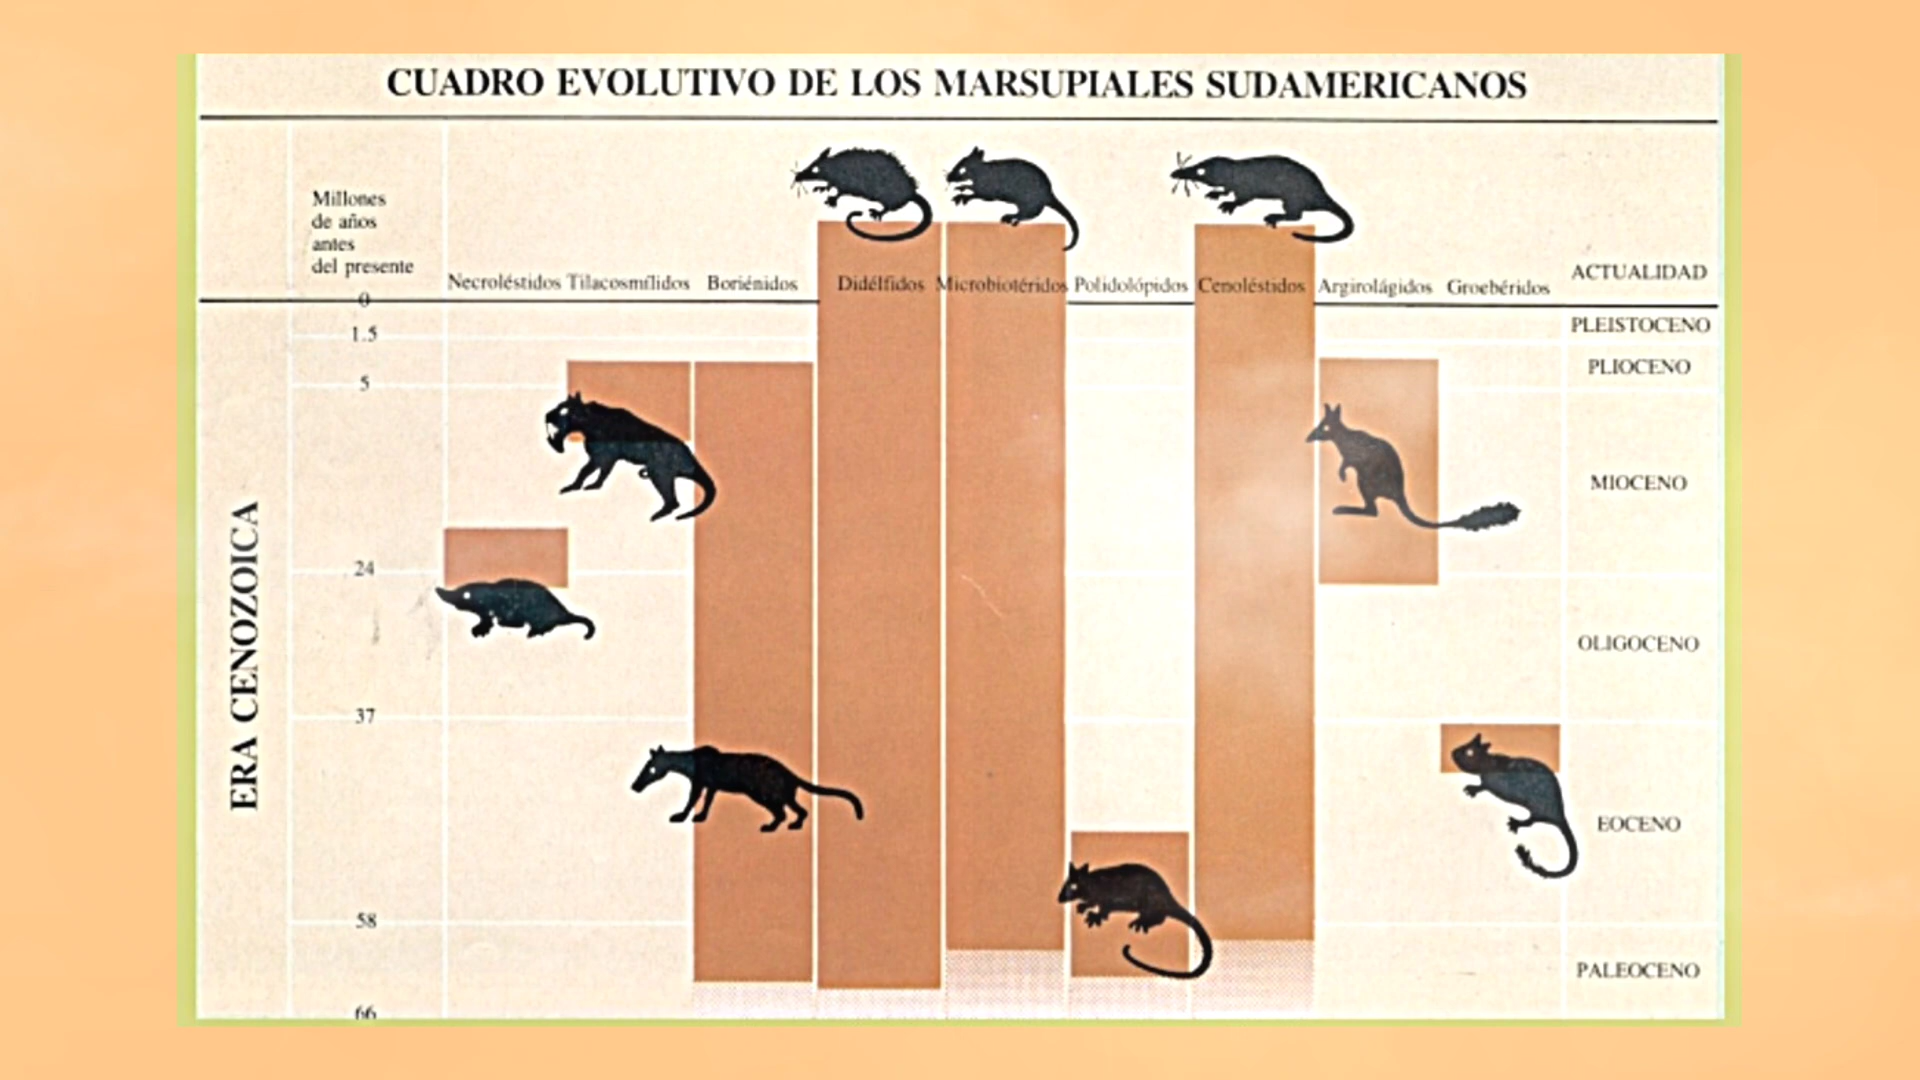 CUADRO EVOLUTIVO DE LOS MARSUPIALES SUDAMERICANOS
Millones
de años
antes
del presente
Necroléstidos Tilacosmílidos Boriénidos Didélfidos Microbiotéridos Polidolópidos Cenoléstidos Argirolágidos Groebéridos
ACTUALIDAD
0
1.5
PLEISTOCENO
PLIOCENO
5
MIOCENO
24
OLIGOCENO
37
EOCENO
58
PALEOCENO
66
ERA CENOZOICA